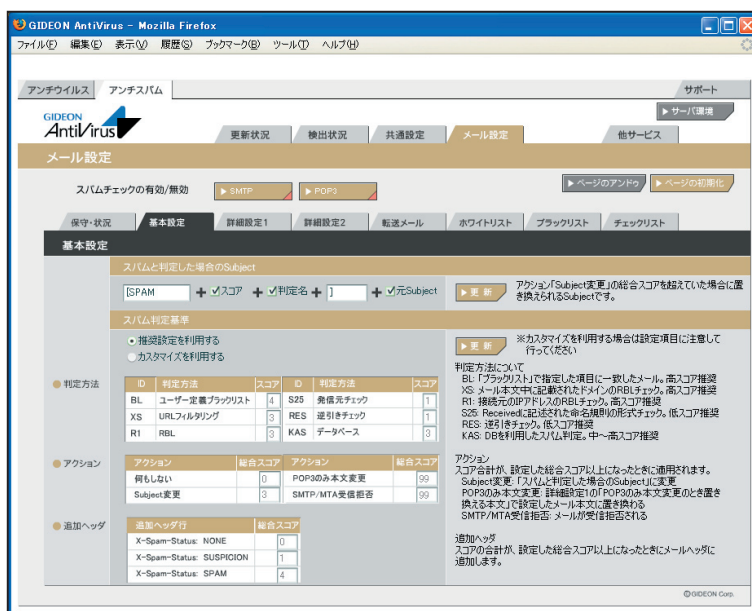 GIDEON AntiVirus - Mozilla Firefox
ファイル(F) 編集(E) 表示(V) 履歴(S) ブックマーク(B) ツール(T) ヘルプ(H)
アンチウイルス アンチスパム サポート
▶ サーバ環境
GIDEON AntiVirus
更新状況 検出状況 共通設定 メール設定 他サービス
メール設定
スパムチェックの有効/無効 ▶ SMTP ▶ POP3 ▶ ページのアンドゥ ▶ ページの初期化
保守・状況 基本設定 詳細設定1 詳細設定2 転送メール ホワイトリスト ブラックリスト チェックリスト
基本設定
スパムと判定した場合のSubject
[SPAM + スコア + 判定名 + ] + 元Subject ▶ 更 新
アクション「Subject変更」の総合スコアを超えていた場合に置
き換えられるSubjectです。
スパム判定基準
推奨設定を利用する
カスタマイズを利用する
▶ 更 新
※カスタマイズを利用する場合は設定項目に注意して
行ってください
判定方法
ID 判定方法 スコア ID 判定方法 スコア
BL ユーザー定義ブラックリスト 4 S25 発信元チェック 1
XS URLフィルタリング 3 RES 逆引きチェック 1
R1 RBL 3 KAS データベース 3
判定方法について
BL:「ブラックリスト」で指定した項目に一致したメール。高スコア推奨
XS: メール本文中に記載されたドメインのRBLチェック。高スコア推奨
R1: 接続元のIPアドレスのRBLチェック。高スコア推奨
S25: Receivedに記述された命名規則の形式チェック。低スコア推奨
RES: 逆引きチェック。低スコア推奨
KAS: DBを利用したスパム判定。中～高スコア推奨
アクション
アクション 総合スコア アクション 総合スコア
何もしない 0 POP3のみ本文変更 99
Subject変更 3 SMTP/MTA受信拒否 99
アクション
スコア合計が、設定した総合スコア以上になったときに適用されます。
Subject変更:「スパムと判定した場合のSubject」に変更
POP3のみ本文変更: 詳細設定1の「POP3のみ本文変更のとき置き
換える本文」で設定したメール本文に置き換わる
SMTP/MTA受信拒否: メールが受信拒否される
追加ヘッダ
追加ヘッダ行 総合スコア
X-Spam-Status: NONE 0
X-Spam-Status: SUSPICION 1
X-Spam-Status: SPAM 4
追加ヘッダ
スコアの合計が、設定した総合スコア以上になったときにメールヘッダに
追加します。
©GIDEON Corp.